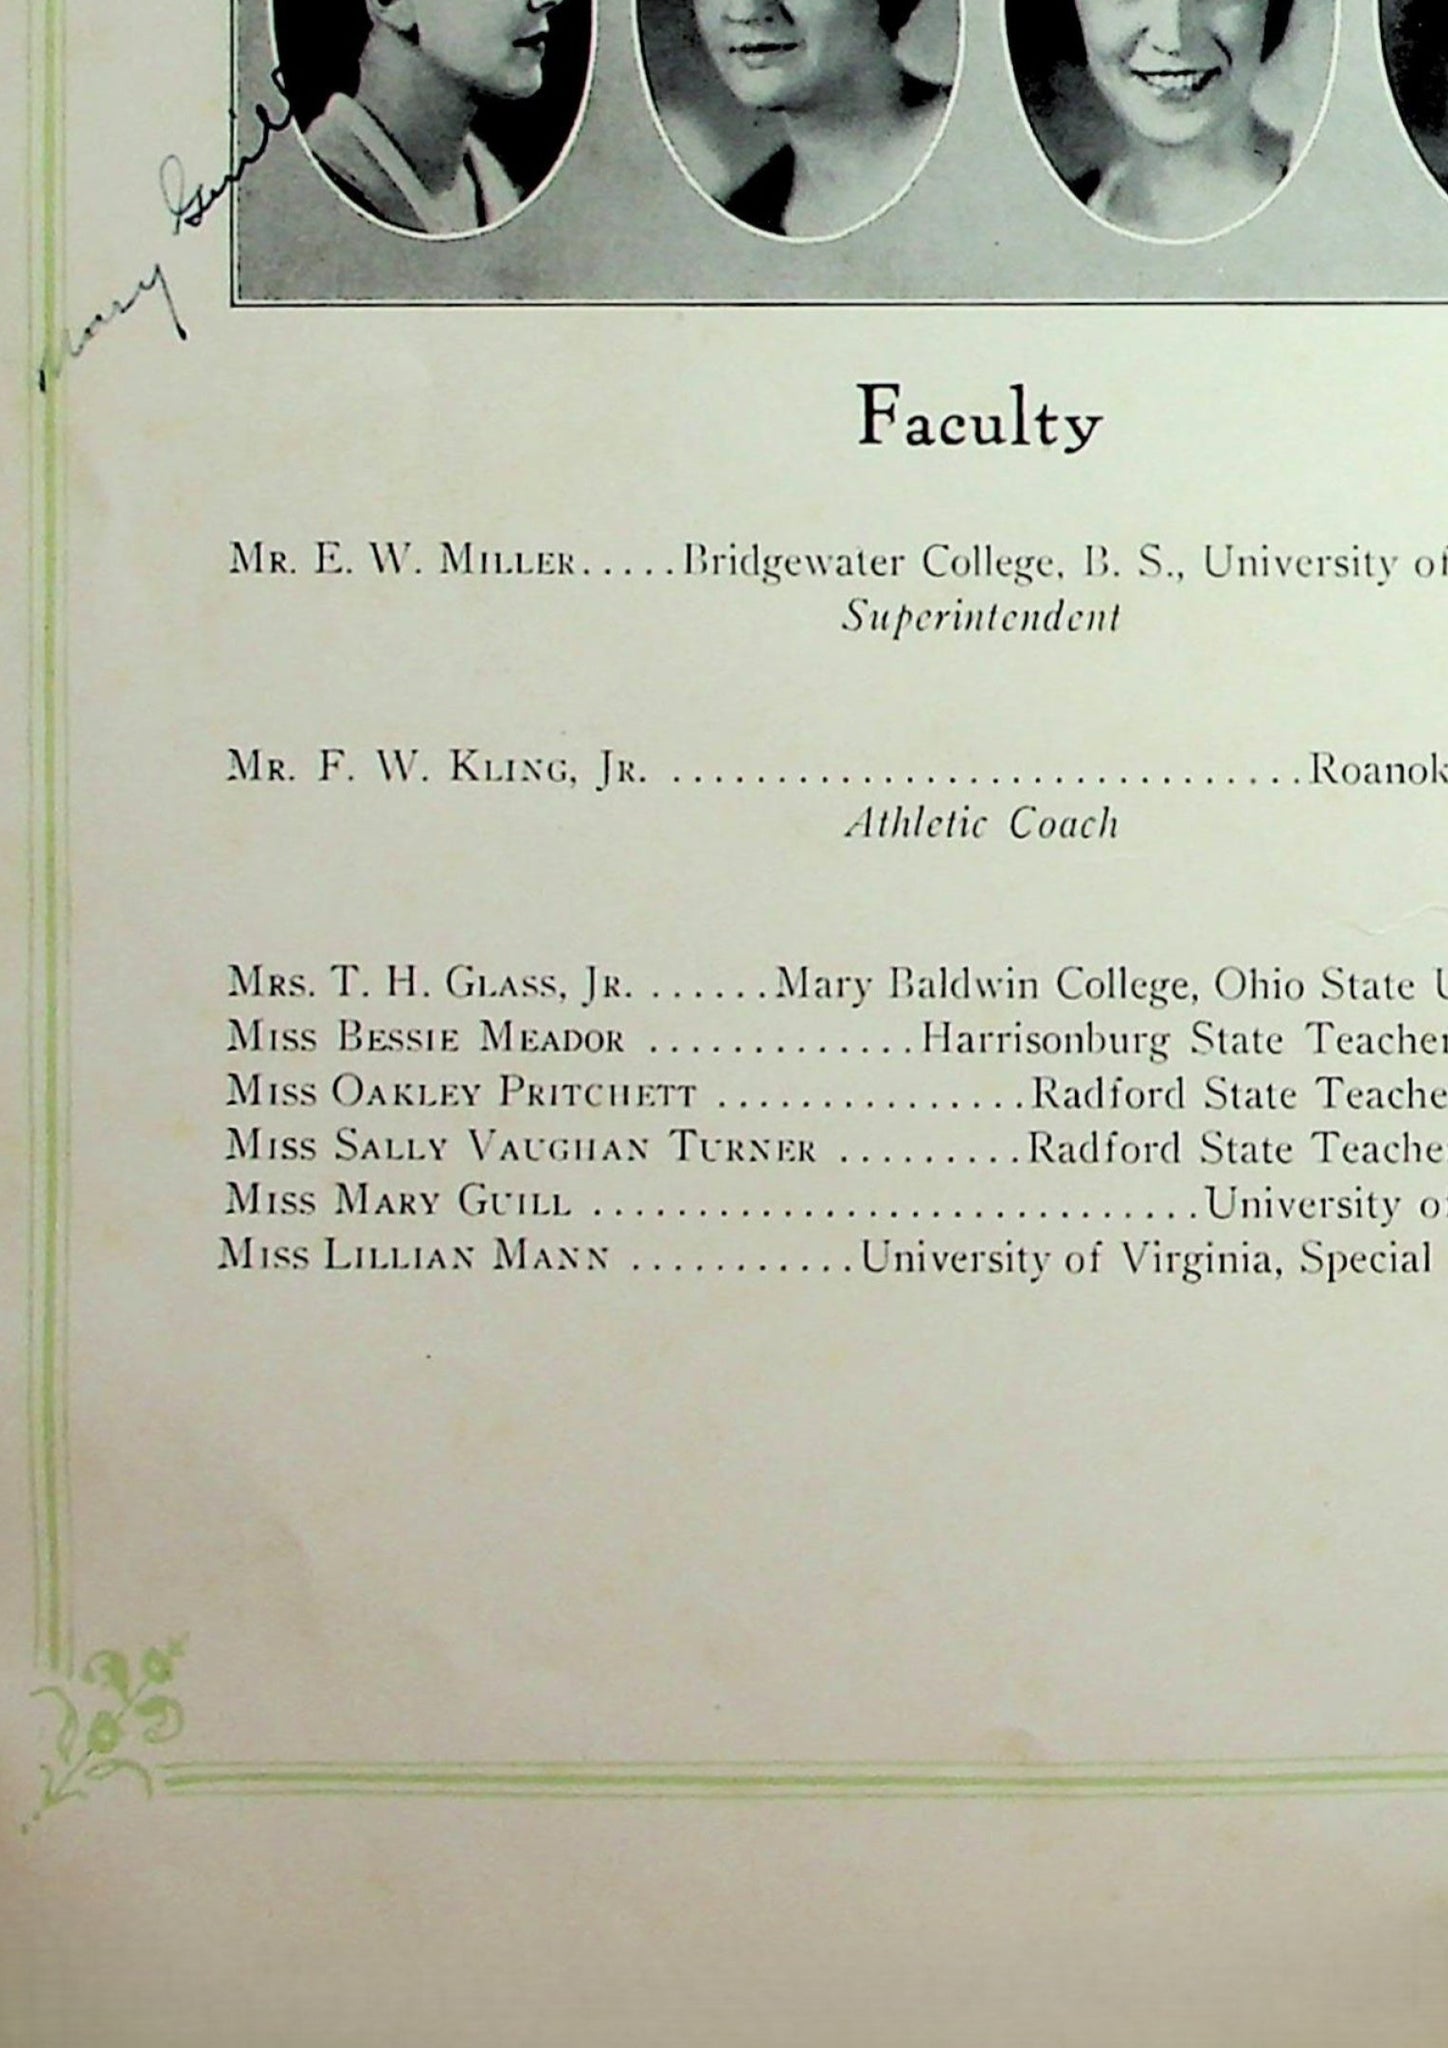 Mary Guill
Faculty
MR. E. W. MILLER.....Bridgewater College, B. S., University of
Superintendent
MR. F. W. KLING, JR. ..............................Roanok
Athletic Coach
MRS. T. H. GLASS, JR. .......Mary Baldwin College, Ohio State U
MISS BESSIE MEADOR .............Harrisonburg State Teacher
MISS OAKLEY PRITCHETT ...............Radford State Teache
MISS SALLY VAUGHAN TURNER .........Radford State Teache
MISS MARY GUILL .............................University of
MISS LILLIAN MANN ...........University of Virginia, Special